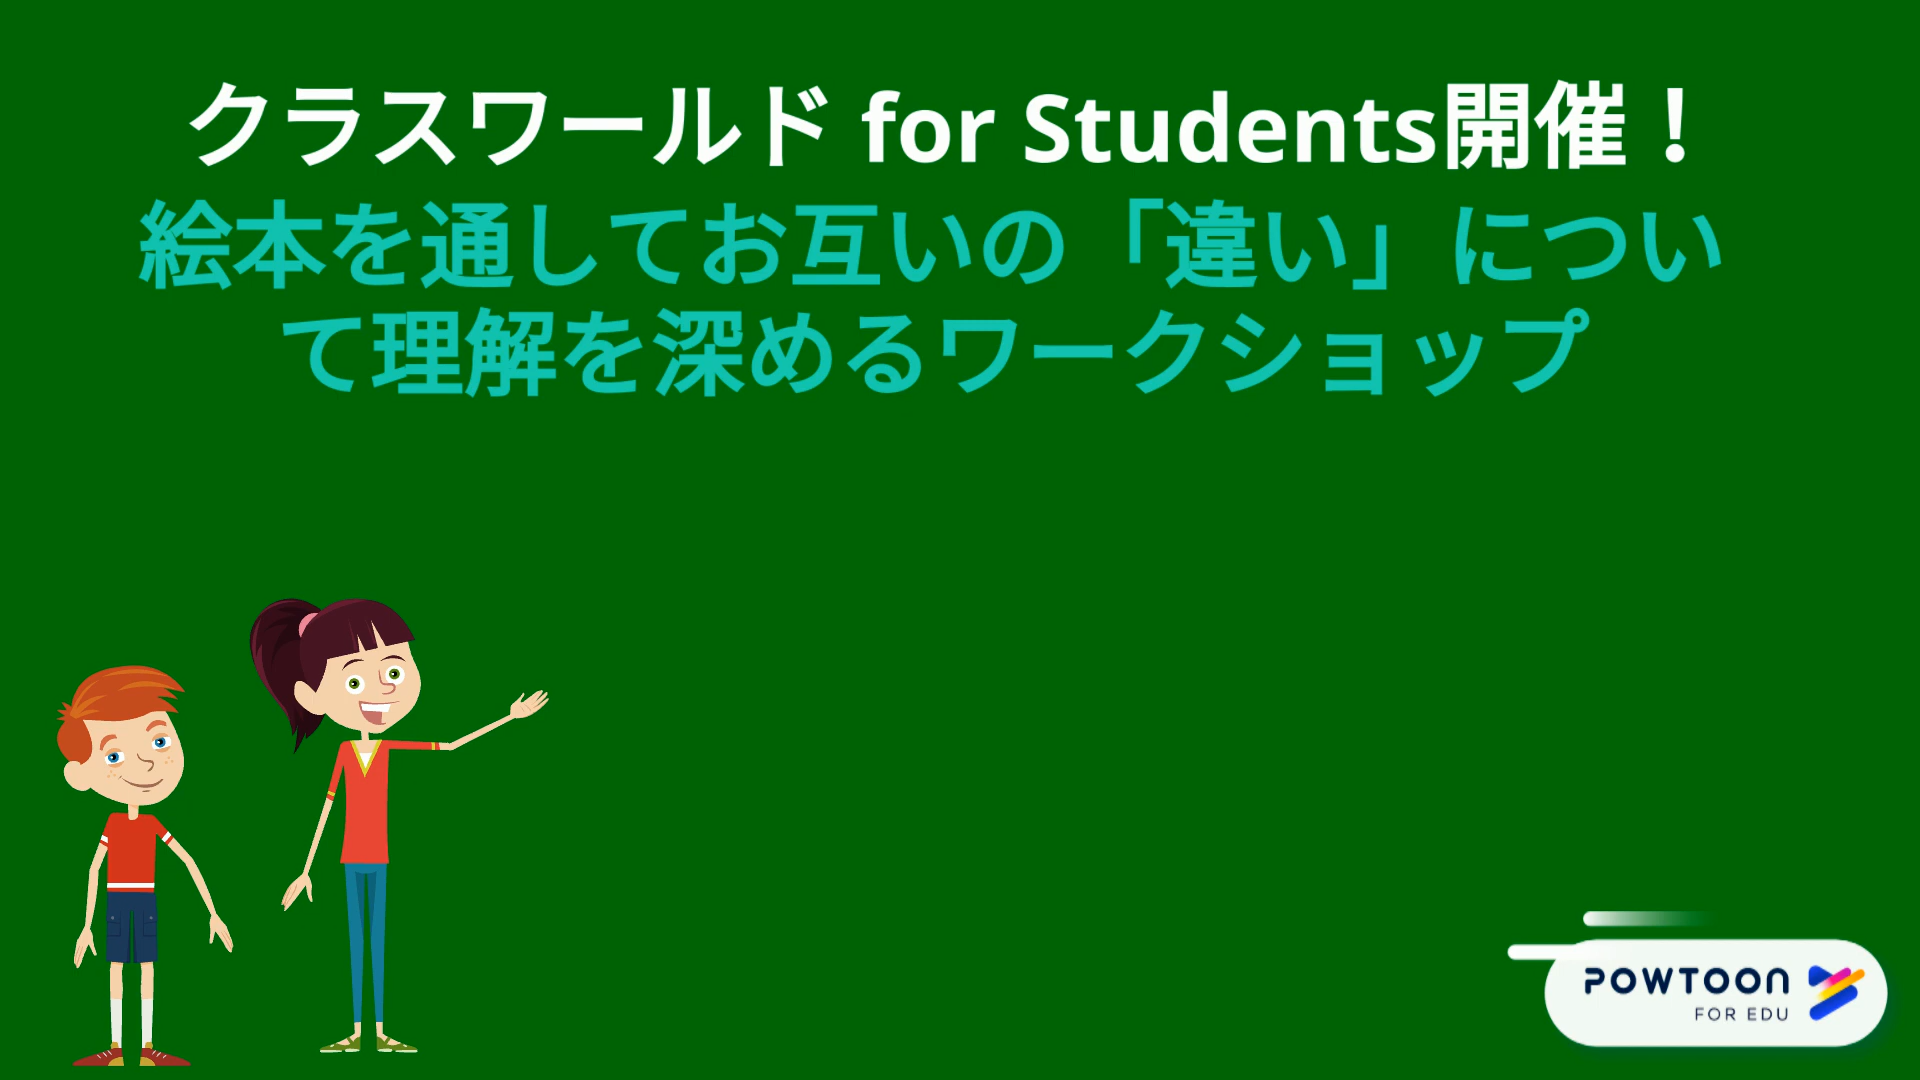 クラスワールド for Students開催！
絵本を通してお互いの「違い」につい
て理解を深めるワークショップ
POWTOON
FOR EDU